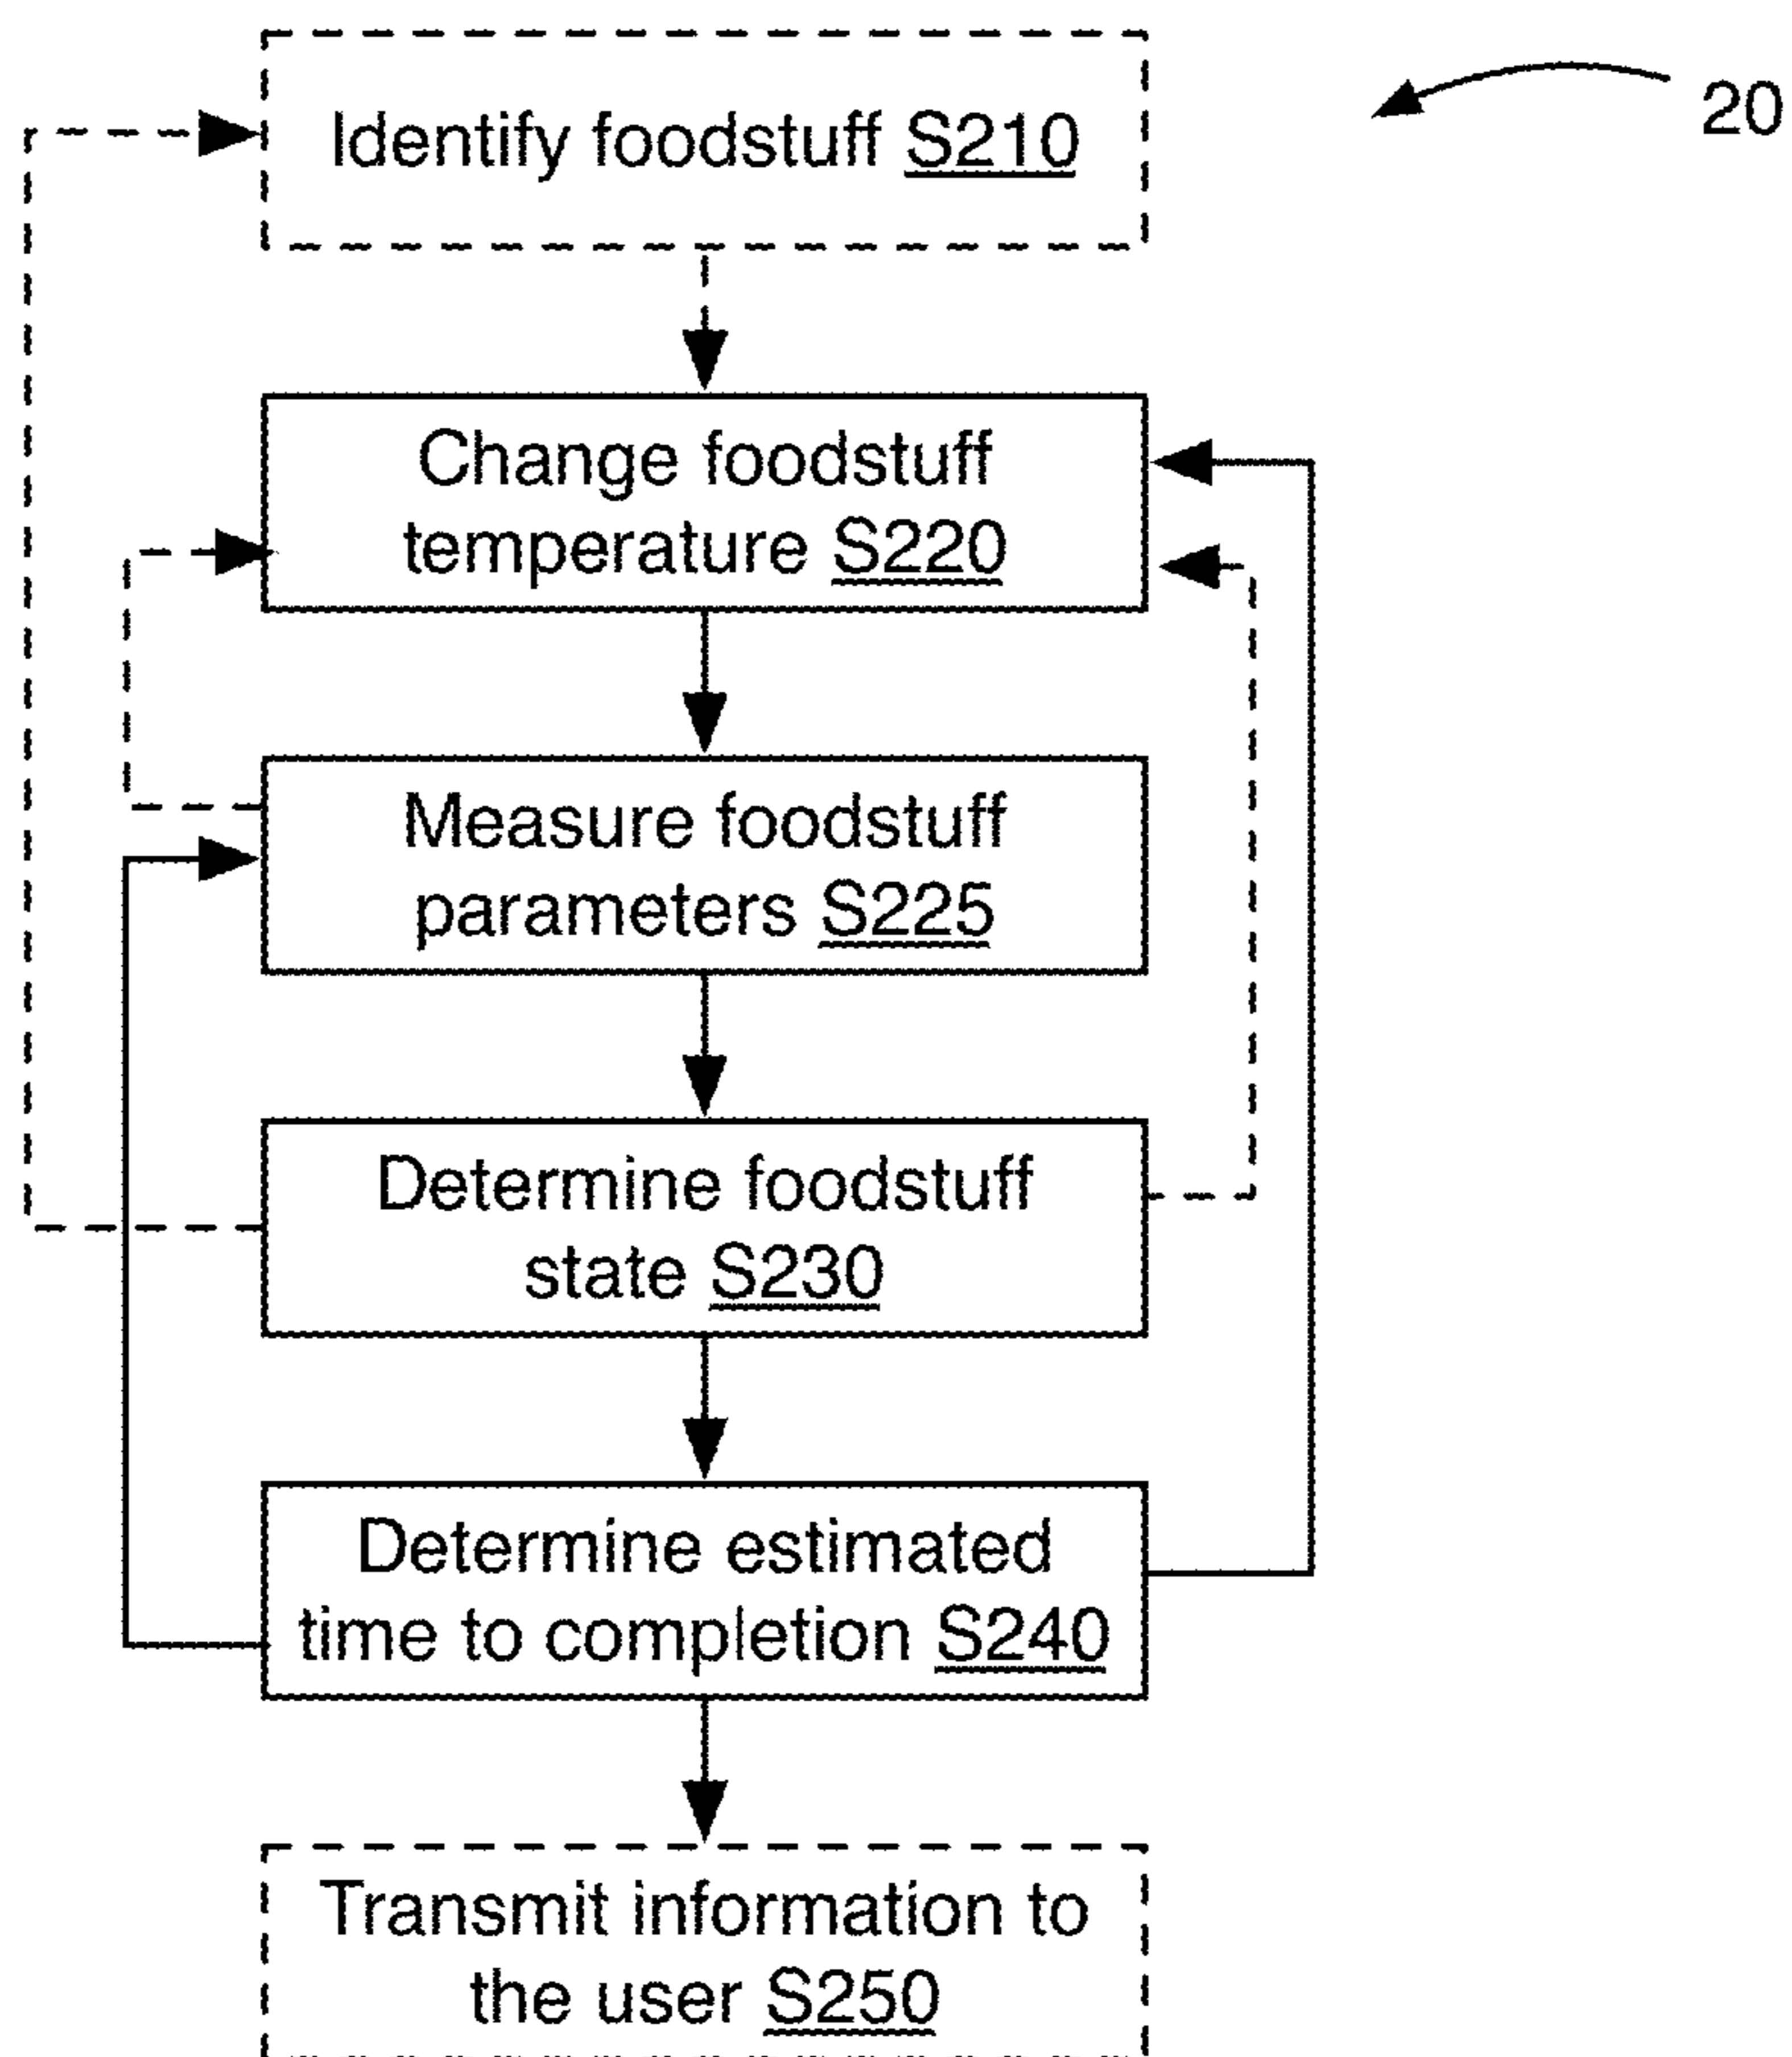 Identify foodstuff S210
20
Change foodstuff
temperature S220
Measure foodstuff
parameters S225
Determine foodstuff
state S230
Determine estimated
time to completion S240
Transmit information to
the user S250